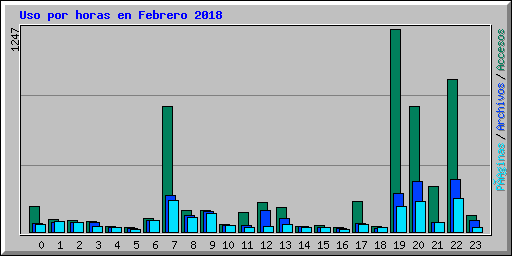 Uso por horas en Febrero 2018
1247
Pÿginas / Archivos / Accesos
0 1 2 3 4 5 6 7 8 9 10 11 12 13 14 15 16 17 18 19 20 21 22 23